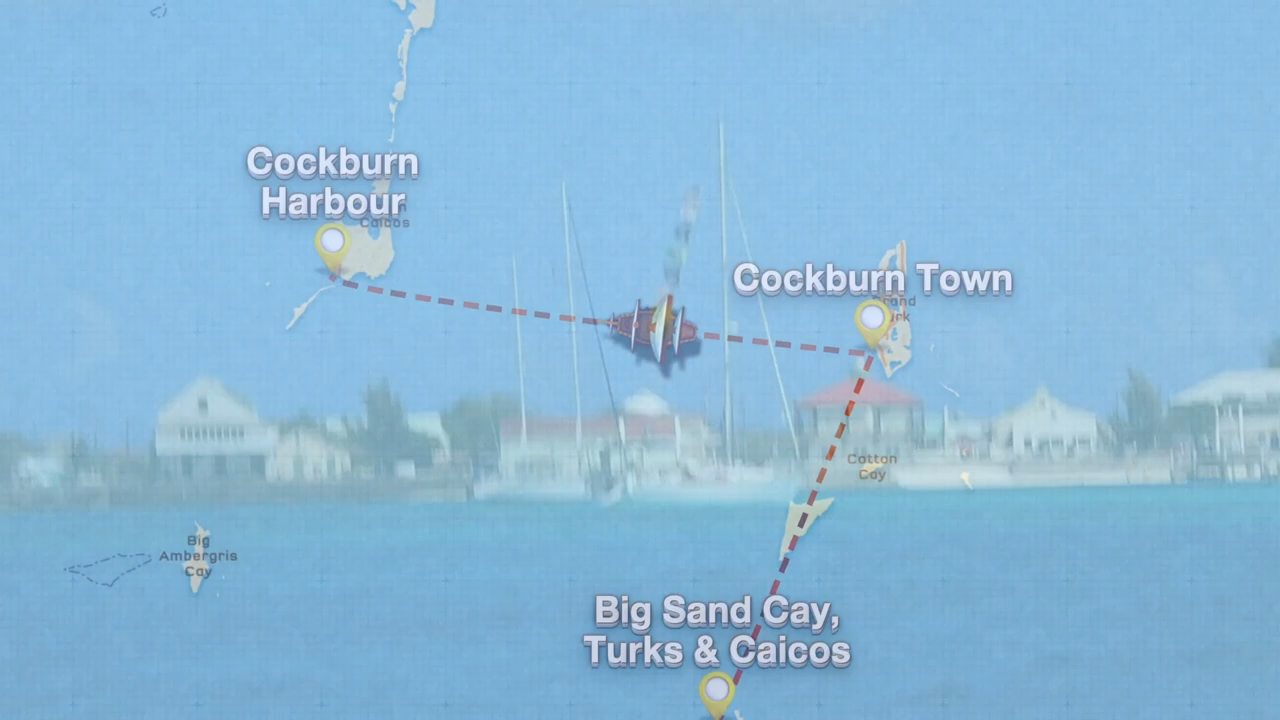 Cockburn
Harbour
Caicos
Cockburn Town
Cotton
Cay
Big
Ambergris
Cay
Big Sand Cay,
Turks & Caicos